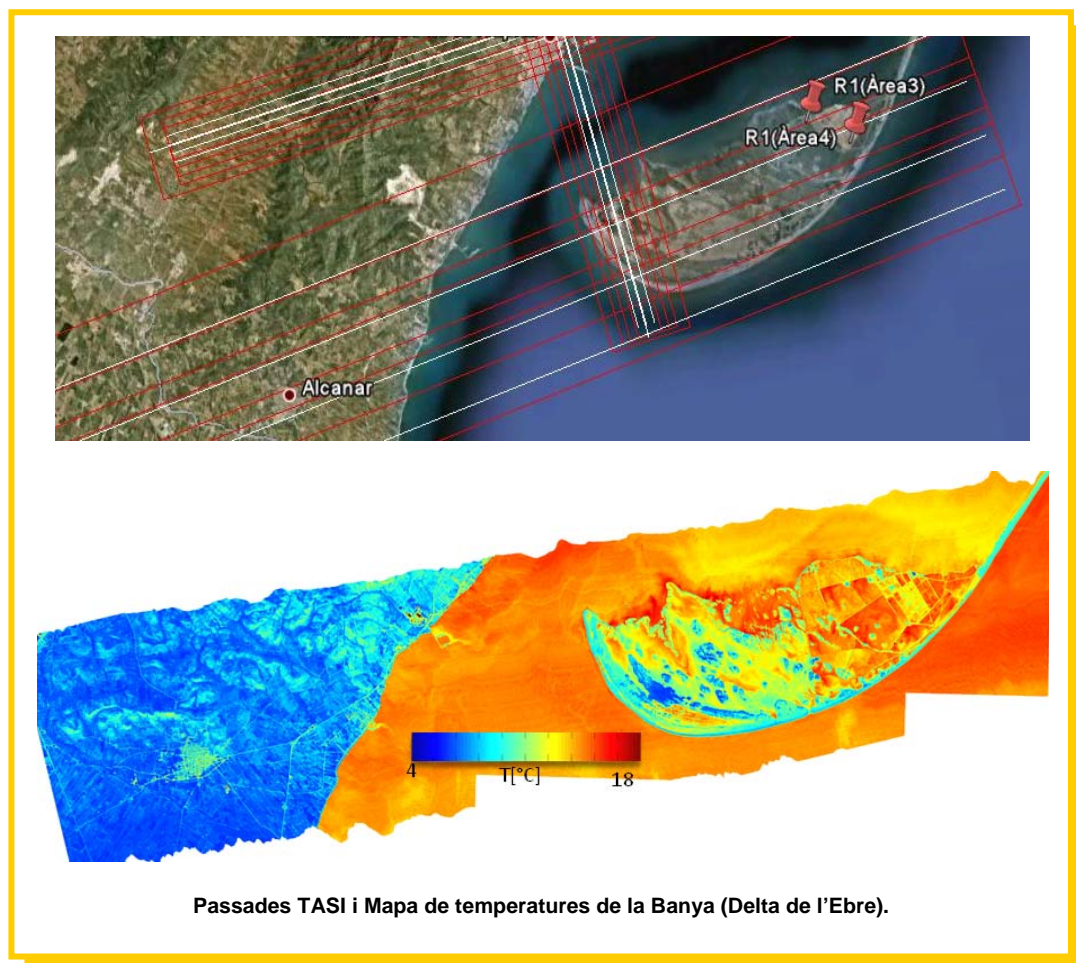 R1(Àrea3)
R1(Àrea4)
Alcanar
4
T[°C]
18
Passades TASI i Mapa de temperatures de la Banya (Delta de l'Ebre).